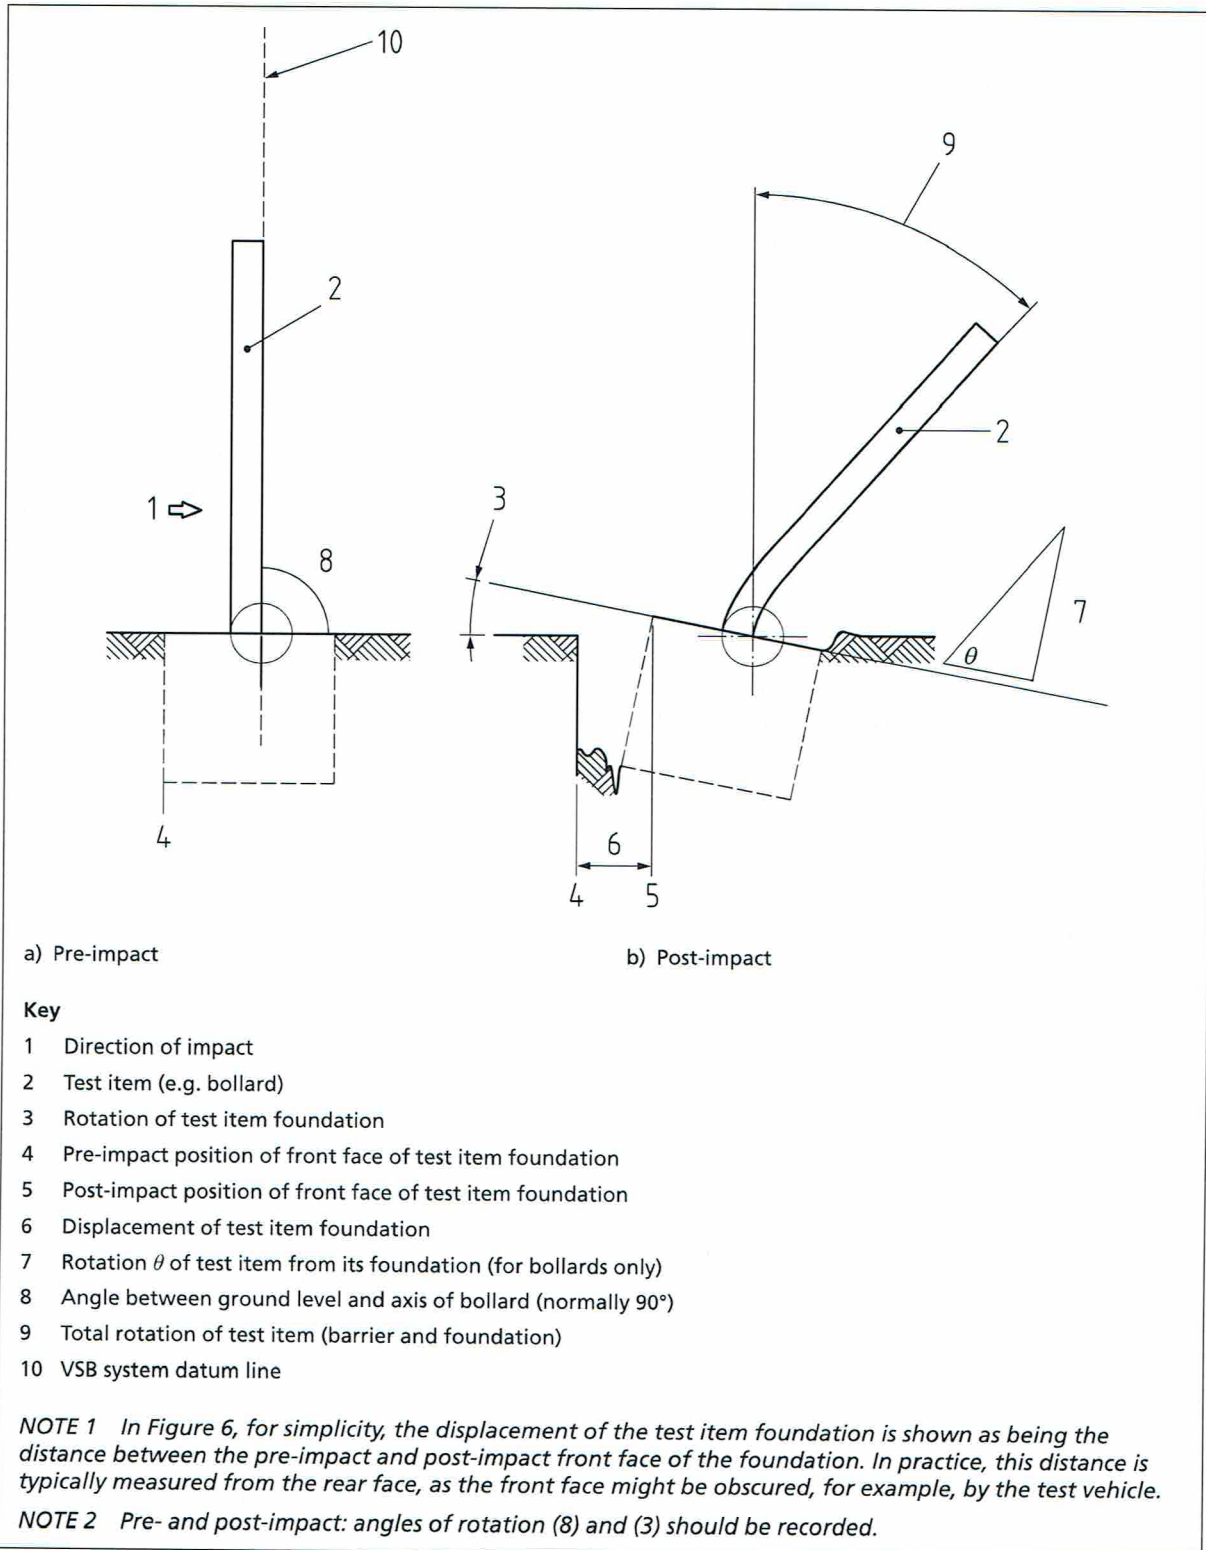 10
9
2
2
3
1
8
7
θ
6
4
4
5
a) Pre-impact
b) Post-impact
Key
1 Direction of impact
2 Test item (e.g. bollard)
3 Rotation of test item foundation
4 Pre-impact position of front face of test item foundation
5 Post-impact position of front face of test item foundation
6 Displacement of test item foundation
7 Rotation θ of test item from its foundation (for bollards only)
8 Angle between ground level and axis of bollard (normally 90°)
9 Total rotation of test item (barrier and foundation)
10 VSB system datum line
NOTE 1 In Figure 6, for simplicity, the displacement of the test item foundation is shown as being the
distance between the pre-impact and post-impact front face of the foundation. In practice, this distance is
typically measured from the rear face, as the front face might be obscured, for example, by the test vehicle.
NOTE 2 Pre- and post-impact: angles of rotation (8) and (3) should be recorded.